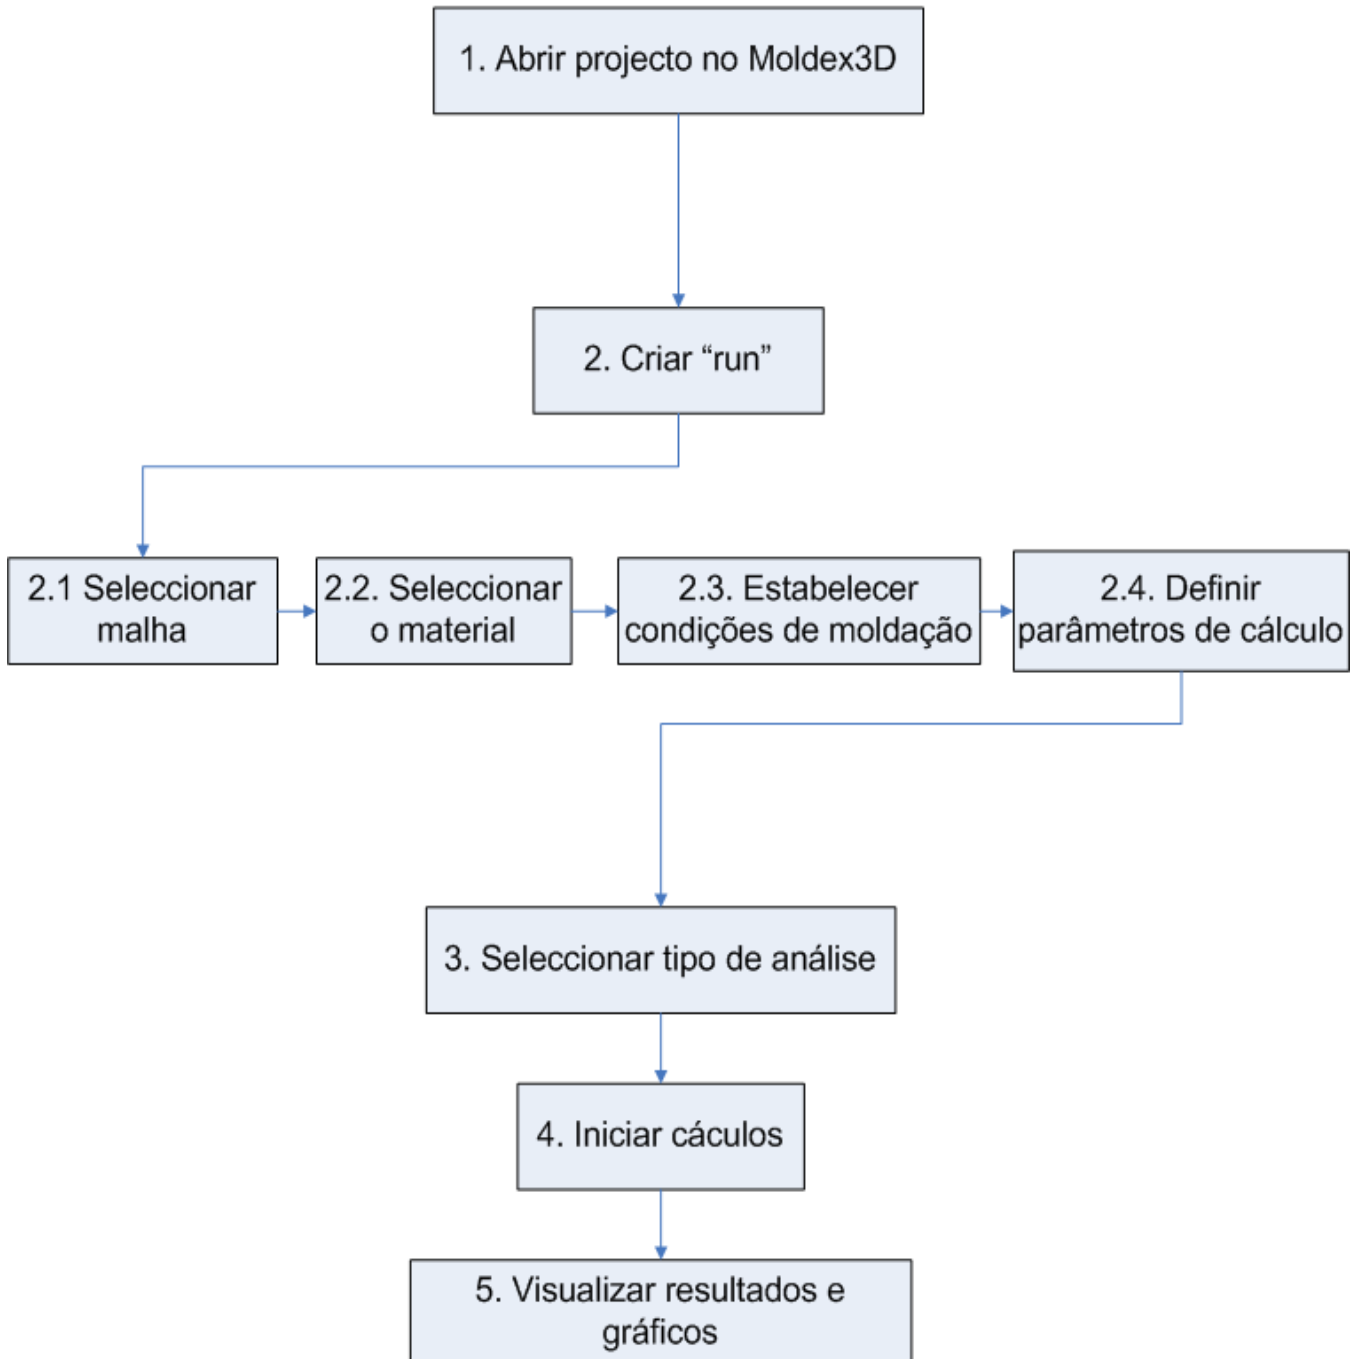 1. Abrir projecto no Moldex3D
2. Criar “run”
2.1 Seleccionar
malha
2.2. Seleccionar
o material
2.3. Estabelecer
condições de moldação
2.4. Definir
parâmetros de cálculo
3. Seleccionar tipo de análise
4. Iniciar cáculos
5. Visualizar resultados e
gráficos